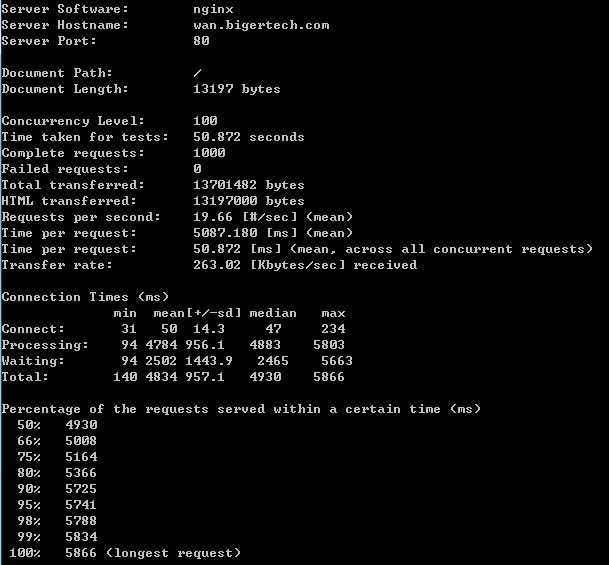 Server Software:        nginx
Server Hostname:        wan.bigertech.com
Server Port:            80

Document Path:          /
Document Length:        13197 bytes

Concurrency Level:      100
Time taken for tests:   50.872 seconds
Complete requests:      1000
Failed requests:        0
Total transferred:      13701482 bytes
HTML transferred:       13197000 bytes
Requests per second:    19.66 [#/sec] (mean)
Time per request:       5087.180 [ms] (mean)
Time per request:       50.872 [ms] (mean, across all concurrent requests)
Transfer rate:          263.02 [Kbytes/sec] received

Connection Times (ms)
              min  mean[+/-sd] median   max
Connect:       31   50  14.3     47     234
Processing:    94 4784 956.1   4883    5803
Waiting:       94 2502 1443.9   2465    5663
Total:        140 4834 957.1   4930    5866

Percentage of the requests served within a certain time (ms)
  50%   4930
  66%   5008
  75%   5164
  80%   5366
  90%   5725
  95%   5741
  98%   5788
  99%   5834
 100%   5866 (longest request)